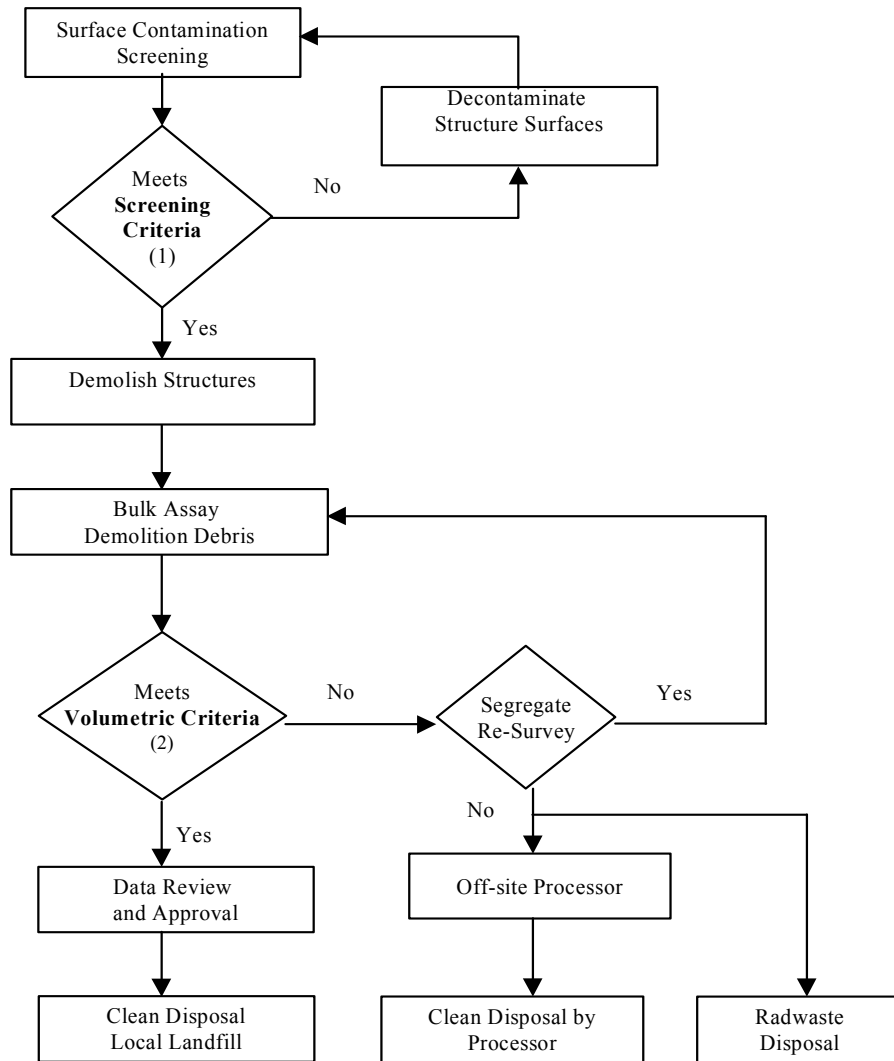 Surface Contamination
Screening
Decontaminate
Structure Surfaces
Meets
Screening
Criteria
(1)
No
Yes
Demolish Structures
Bulk Assay
Demolition Debris
Meets
Volumetric Criteria
(2)
No
Segregate
Re-Survey
Yes
No
Yes
Data Review
and Approval
Off-site Processor
Clean Disposal
Local Landfill
Clean Disposal by
Processor
Radwaste
Disposal